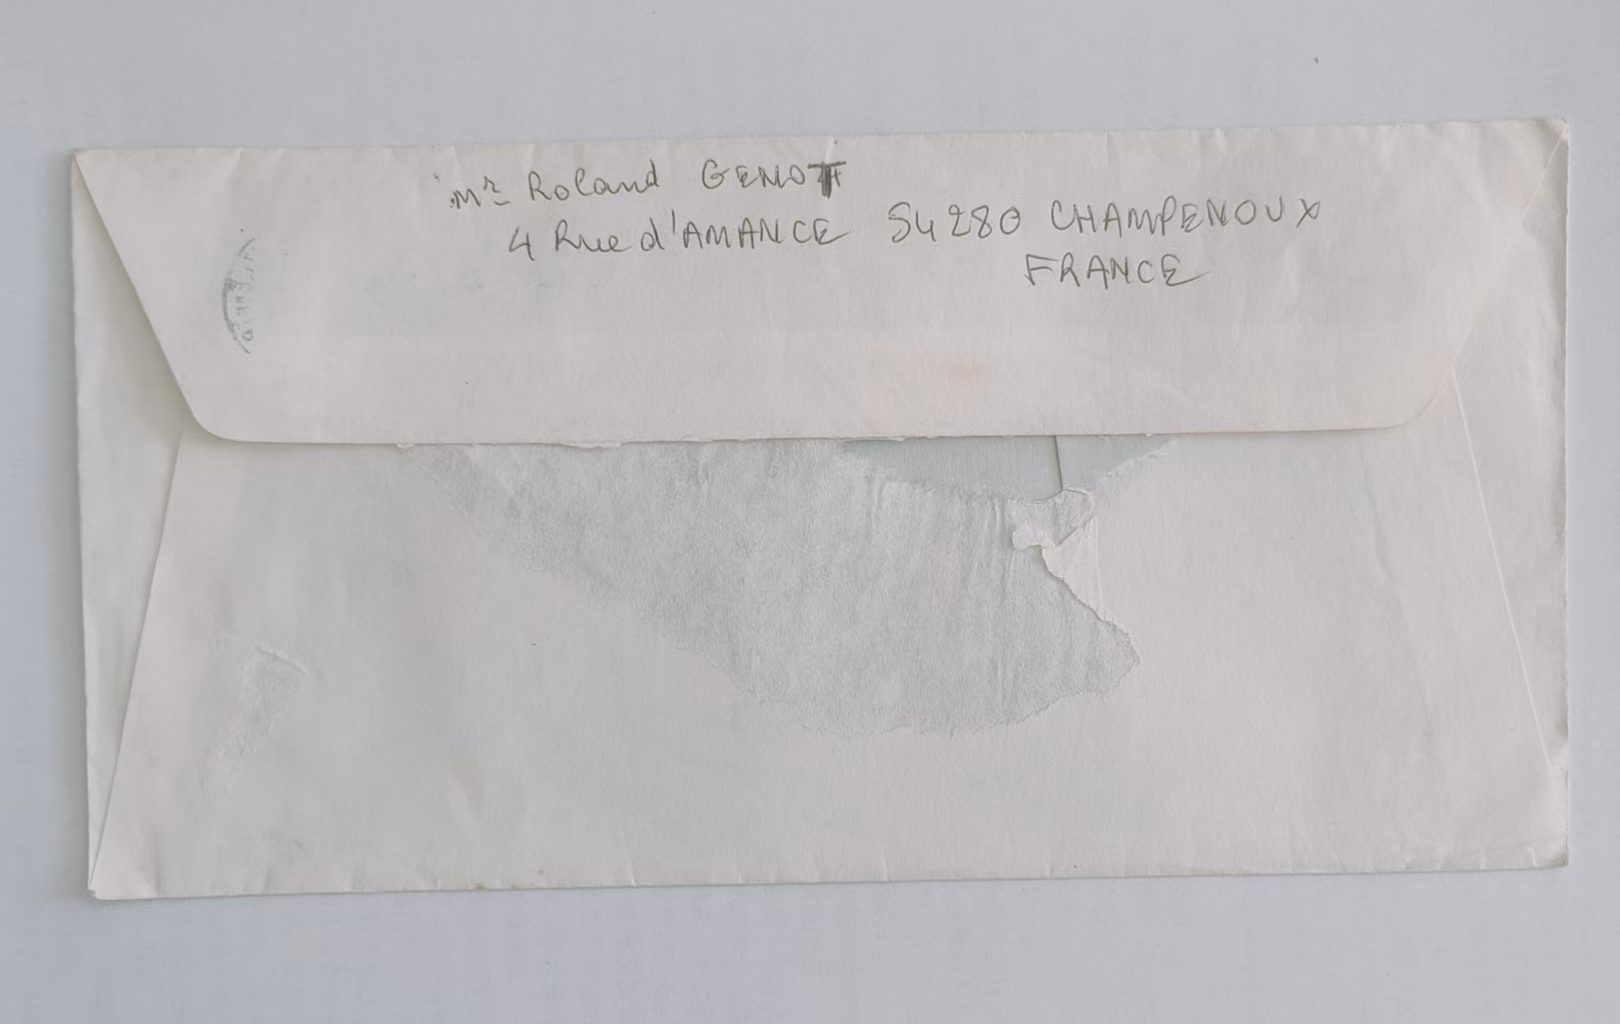 Mr Roland GENOT
4 Rue d'AMANCE 54280 CHAMPENOUX
FRANCE